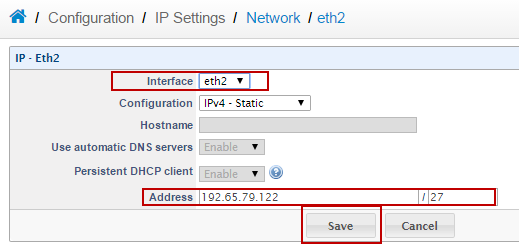 / Configuration / IP Settings / Network / eth2
IP - Eth2
Interface eth2
Configuration IPv4 - Static
Hostname
Use automatic DNS servers Enable
Persistent DHCP client Enable ?
Address 192.65.79.122 / 27
Save Cancel